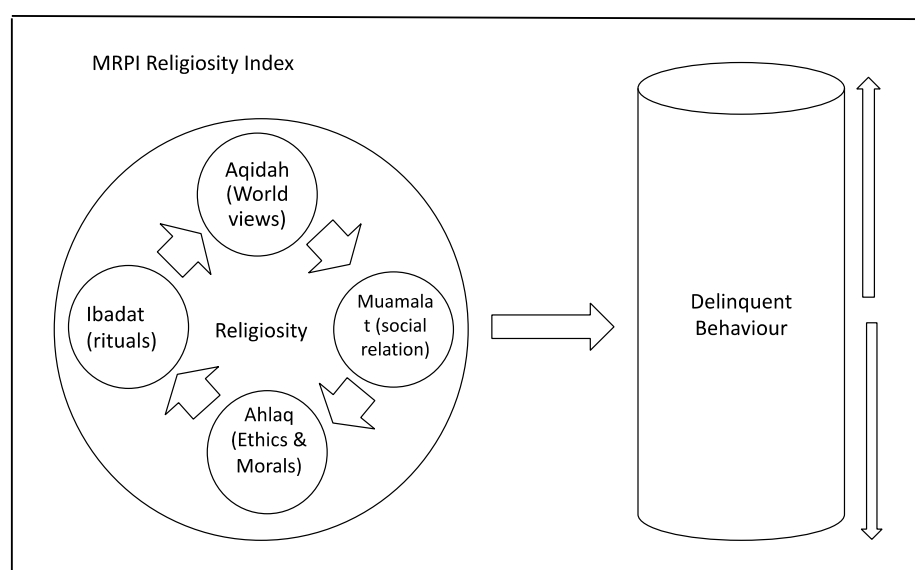 MRPI Religiosity Index
Aqidah
(World
views)
Ibadat
(rituals)
Religiosity
Muamala
t (social
relation)
Ahlaq
(Ethics &
Morals)
Delinquent
Behaviour